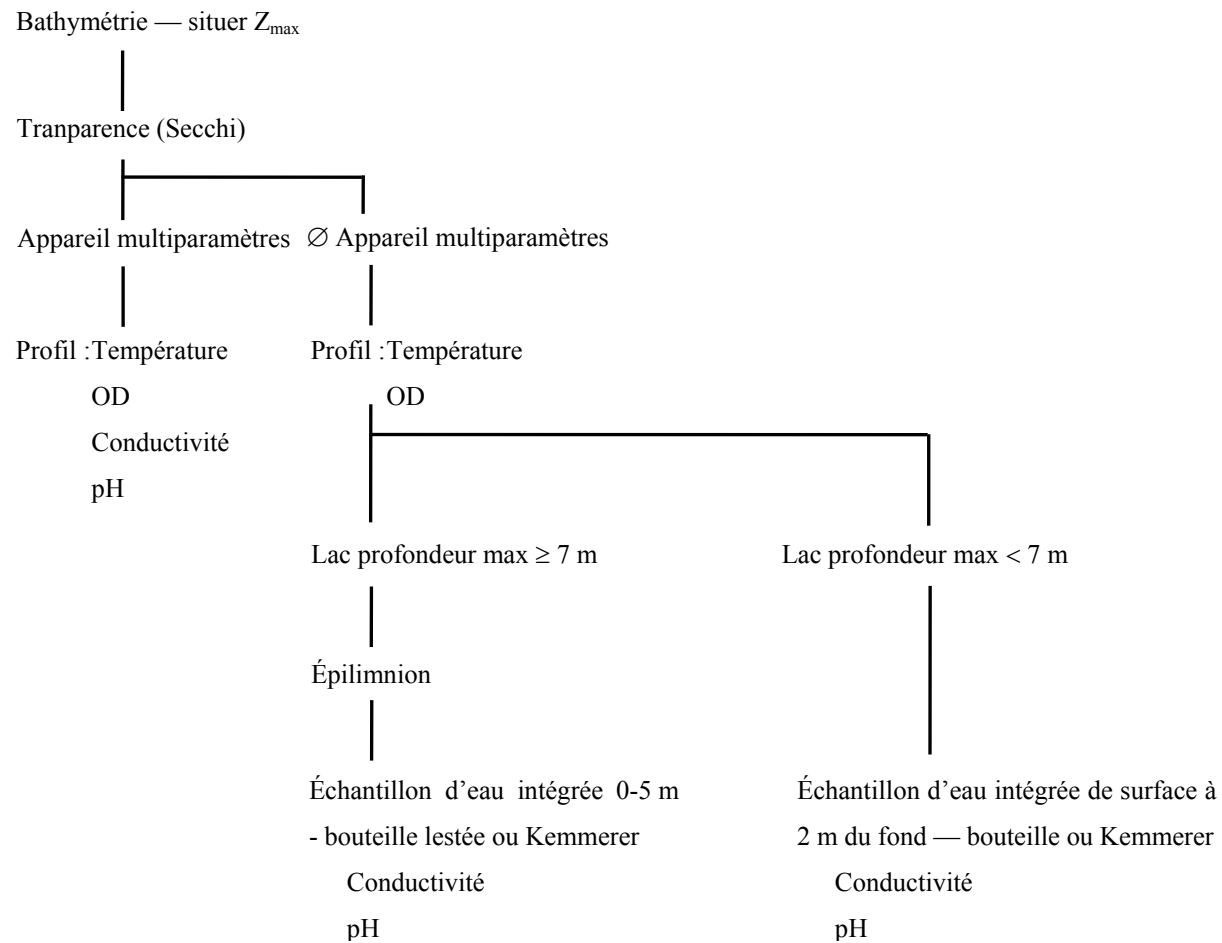 Bathymétrie — situer Zmax
Tranparence (Secchi)
Appareil multiparamètres ∅ Appareil multiparamètres
Profil :Température Profil :Température
OD OD
Conductivité
pH
Lac profondeur max ≥ 7 m Lac profondeur max < 7 m
Épilimnion
Échantillon d'eau intégrée 0-5 m
- bouteille lestée ou Kemmerer
Conductivité
pH
Échantillon d'eau intégrée de surface à
2 m du fond — bouteille ou Kemmerer
Conductivité
pH